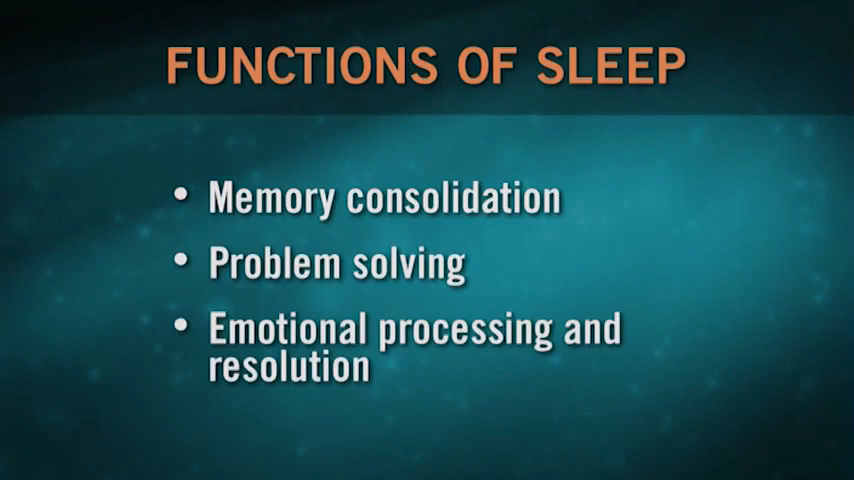 FUNCTIONS OF SLEEP
• Memory consolidation
• Problem solving
• Emotional processing and
resolution